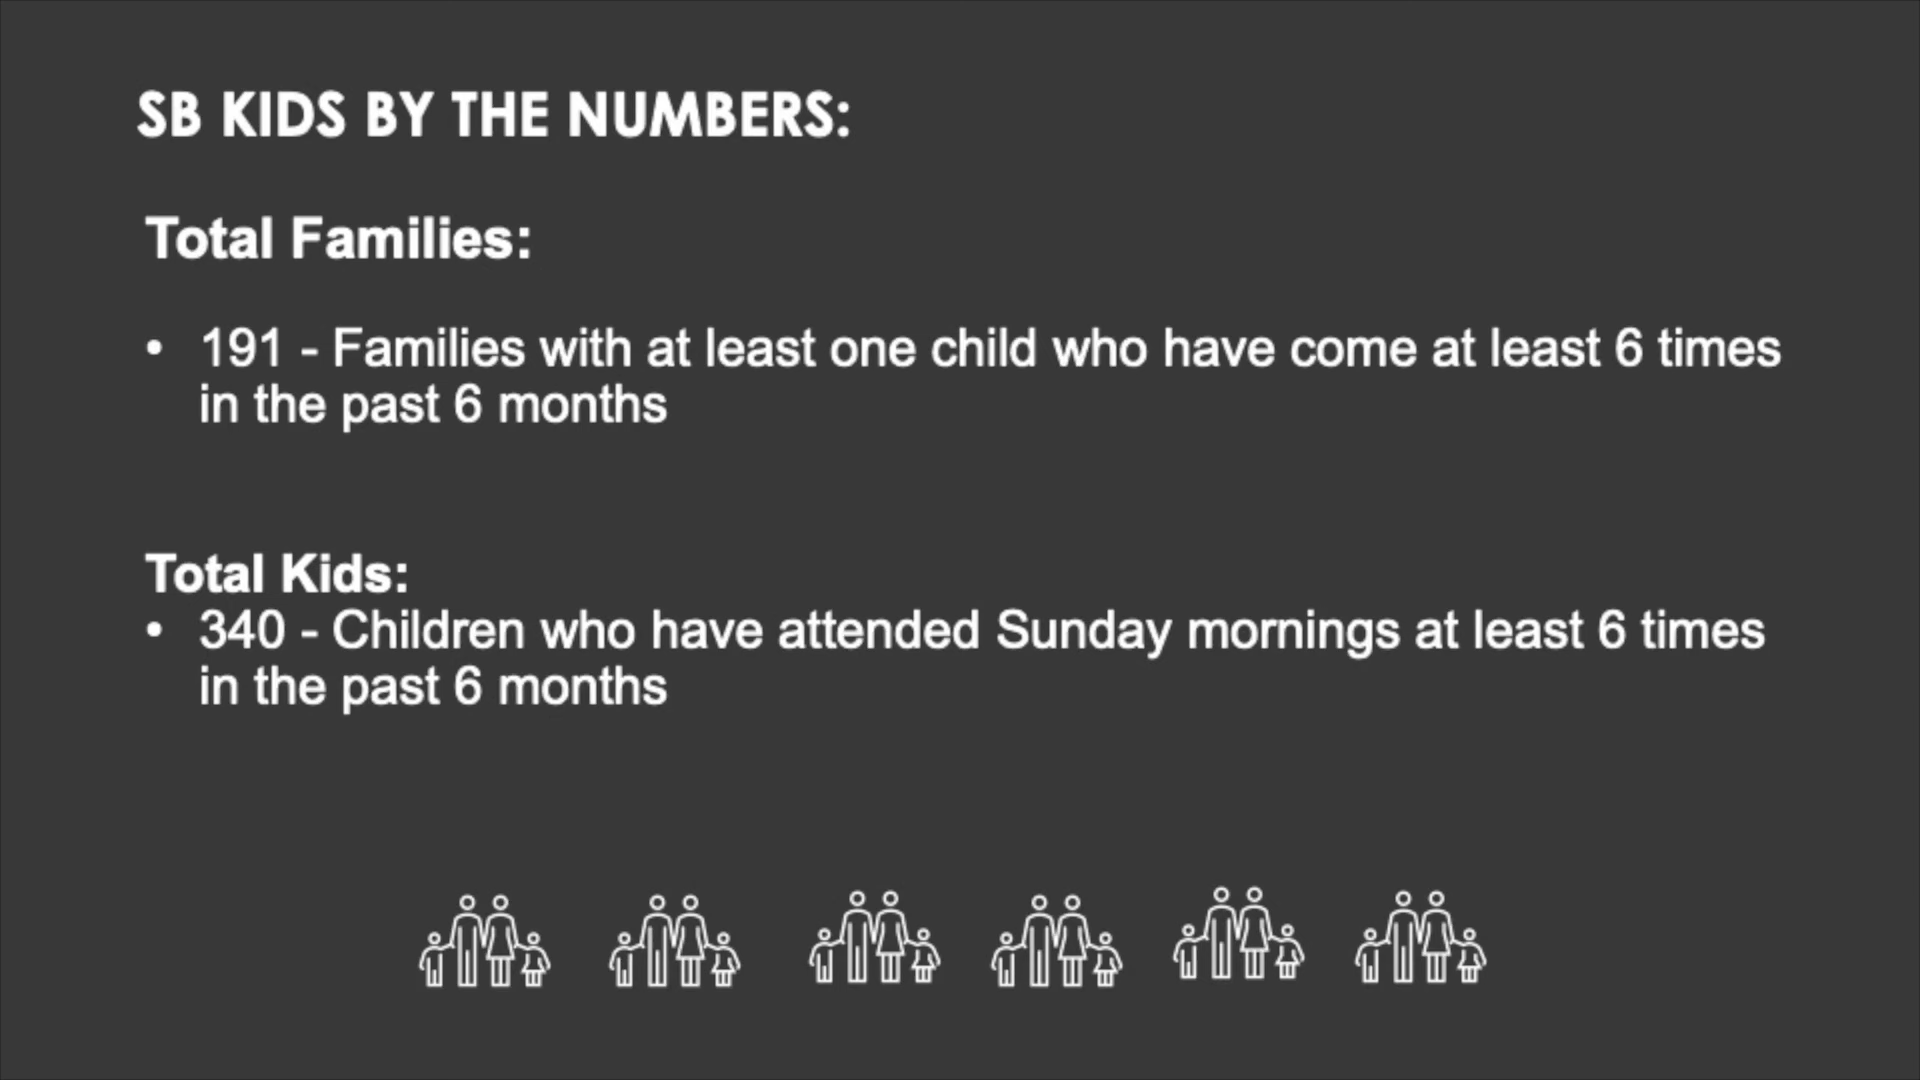 SB KIDS BY THE NUMBERS:
Total Families:
• 191 - Families with at least one child who have come at least 6 times
in the past 6 months
Total Kids:
• 340 - Children who have attended Sunday mornings at least 6 times
in the past 6 months